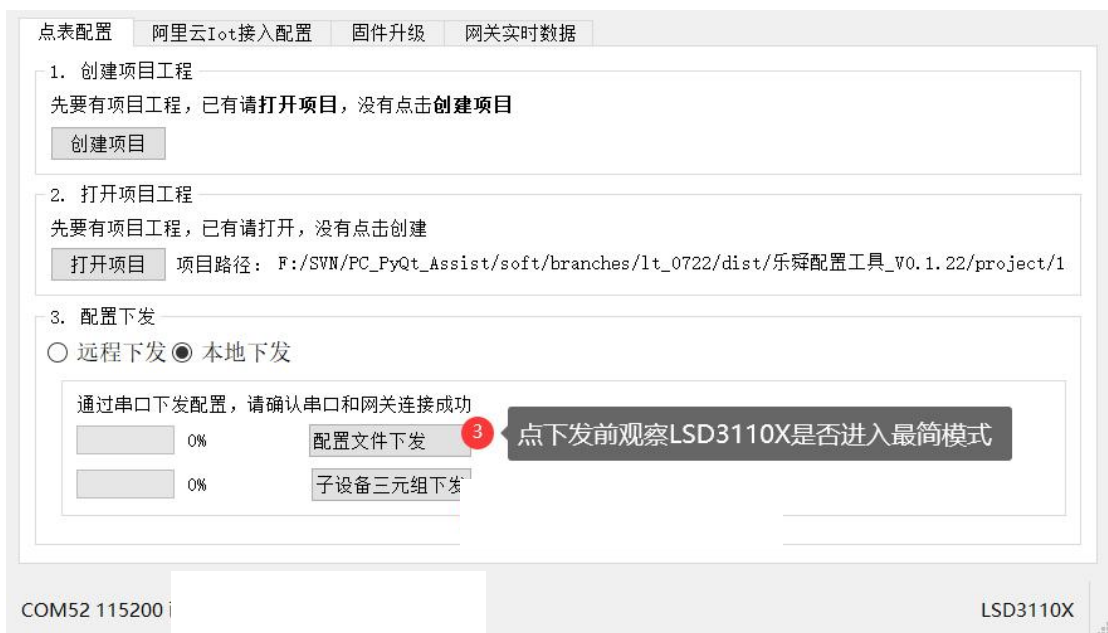 点表配置 阿里云Iot接入配置 固件升级 网关实时数据
1. 创建项目工程
先要有项目工程，已有请打开项目，没有点击创建项目
创建项目
2. 打开项目工程
先要有项目工程，已有请打开，没有点击创建
打开项目 项目路径： F:/SVN/PC_PyQt_Assist/soft/branches/lt_0722/dist/乐舜配置工具_V0.1.22/project/1
3. 配置下发
远程下发 本地下发
通过串口下发配置，请确认串口和网关连接成功
0% 配置文件下发 3 点下发前观察LSD3110X是否进入最简模式
0% 子设备三元组下发
COM52 115200 LSD3110X